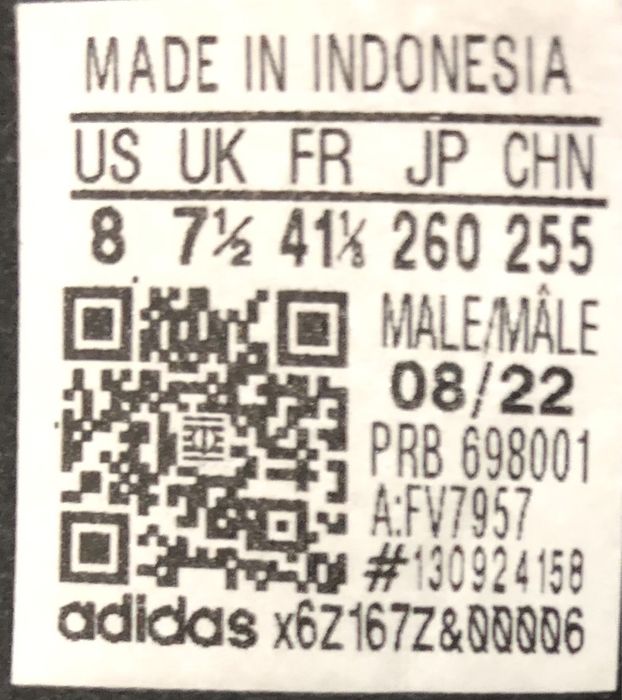 MADE IN INDONESIA
US UK FR JP CHN
8 7½ 41⅓ 260 255
MALE/MÂLE
08/22
PRB 698001
A:FV7957
#130924158
adidas x6Z167Z&00006